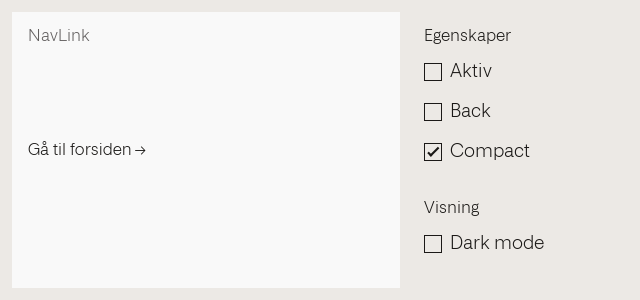 NavLink
Gå til forsiden →
Egenskaper
Aktiv
Back
Compact
Visning
Dark mode